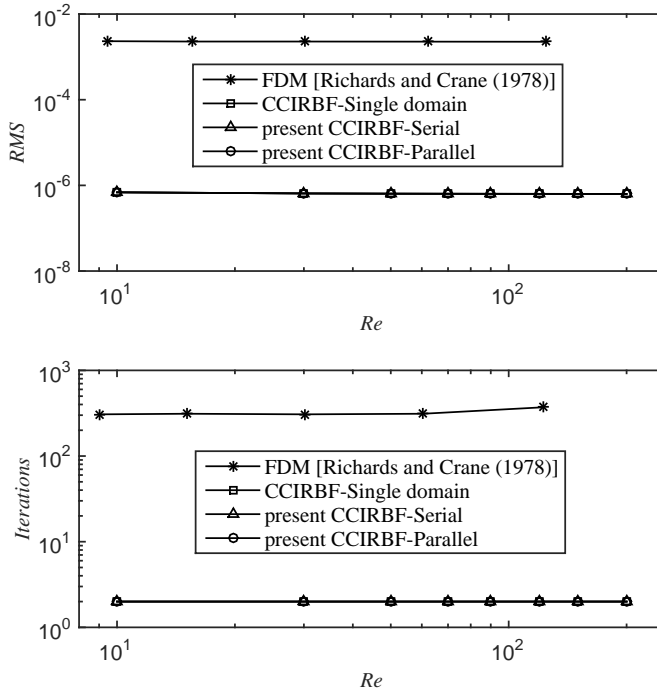 10^-2
10^-4
10^-6
10^-8
RMS
FDM [Richards and Crane (1978)]
CCIRBF-Single domain
present CCIRBF-Serial
present CCIRBF-Parallel
10^1
10^2
Re
10^3
10^2
10^1
10^0
Iterations
FDM [Richards and Crane (1978)]
CCIRBF-Single domain
present CCIRBF-Serial
present CCIRBF-Parallel
10^1
10^2
Re